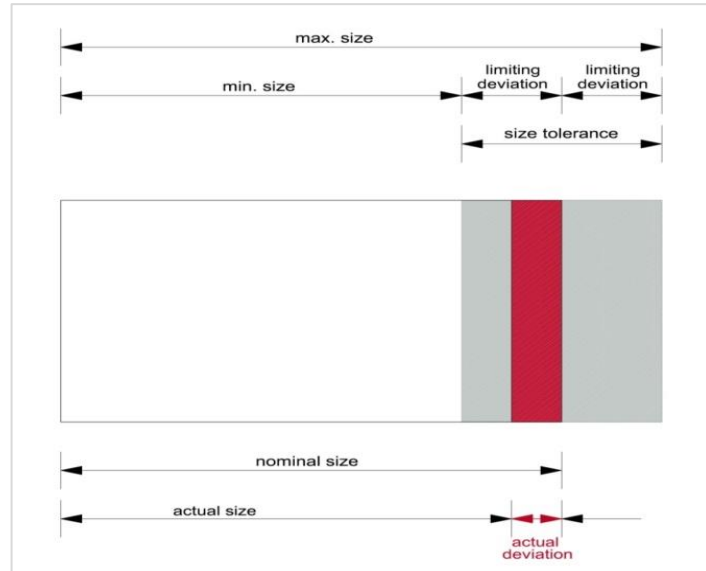 max. size
limiting deviation
limiting deviation
min. size
size tolerance
nominal size
actual size
actual deviation